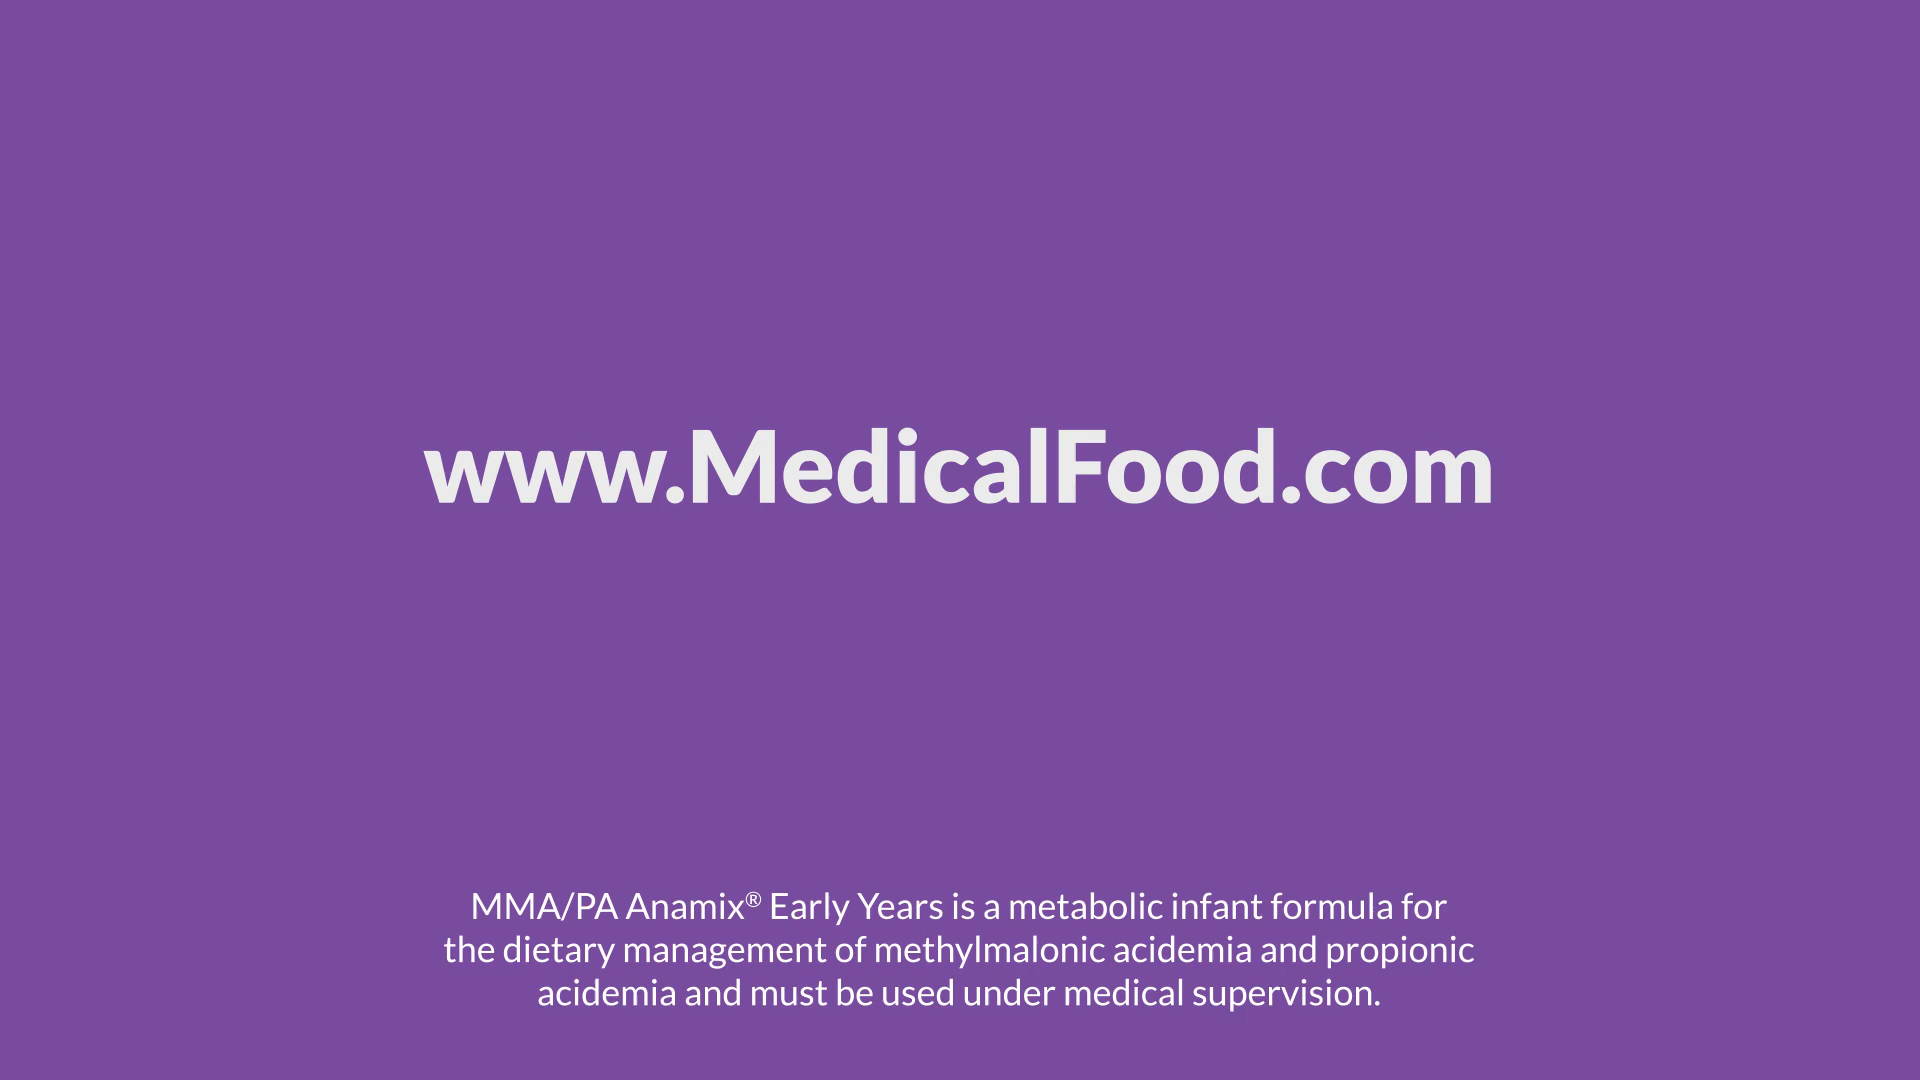 www.MedicalFood.com
MMA/PA Anamix® Early Years is a metabolic infant formula for
the dietary management of methylmalonic acidemia and propionic
acidemia and must be used under medical supervision.